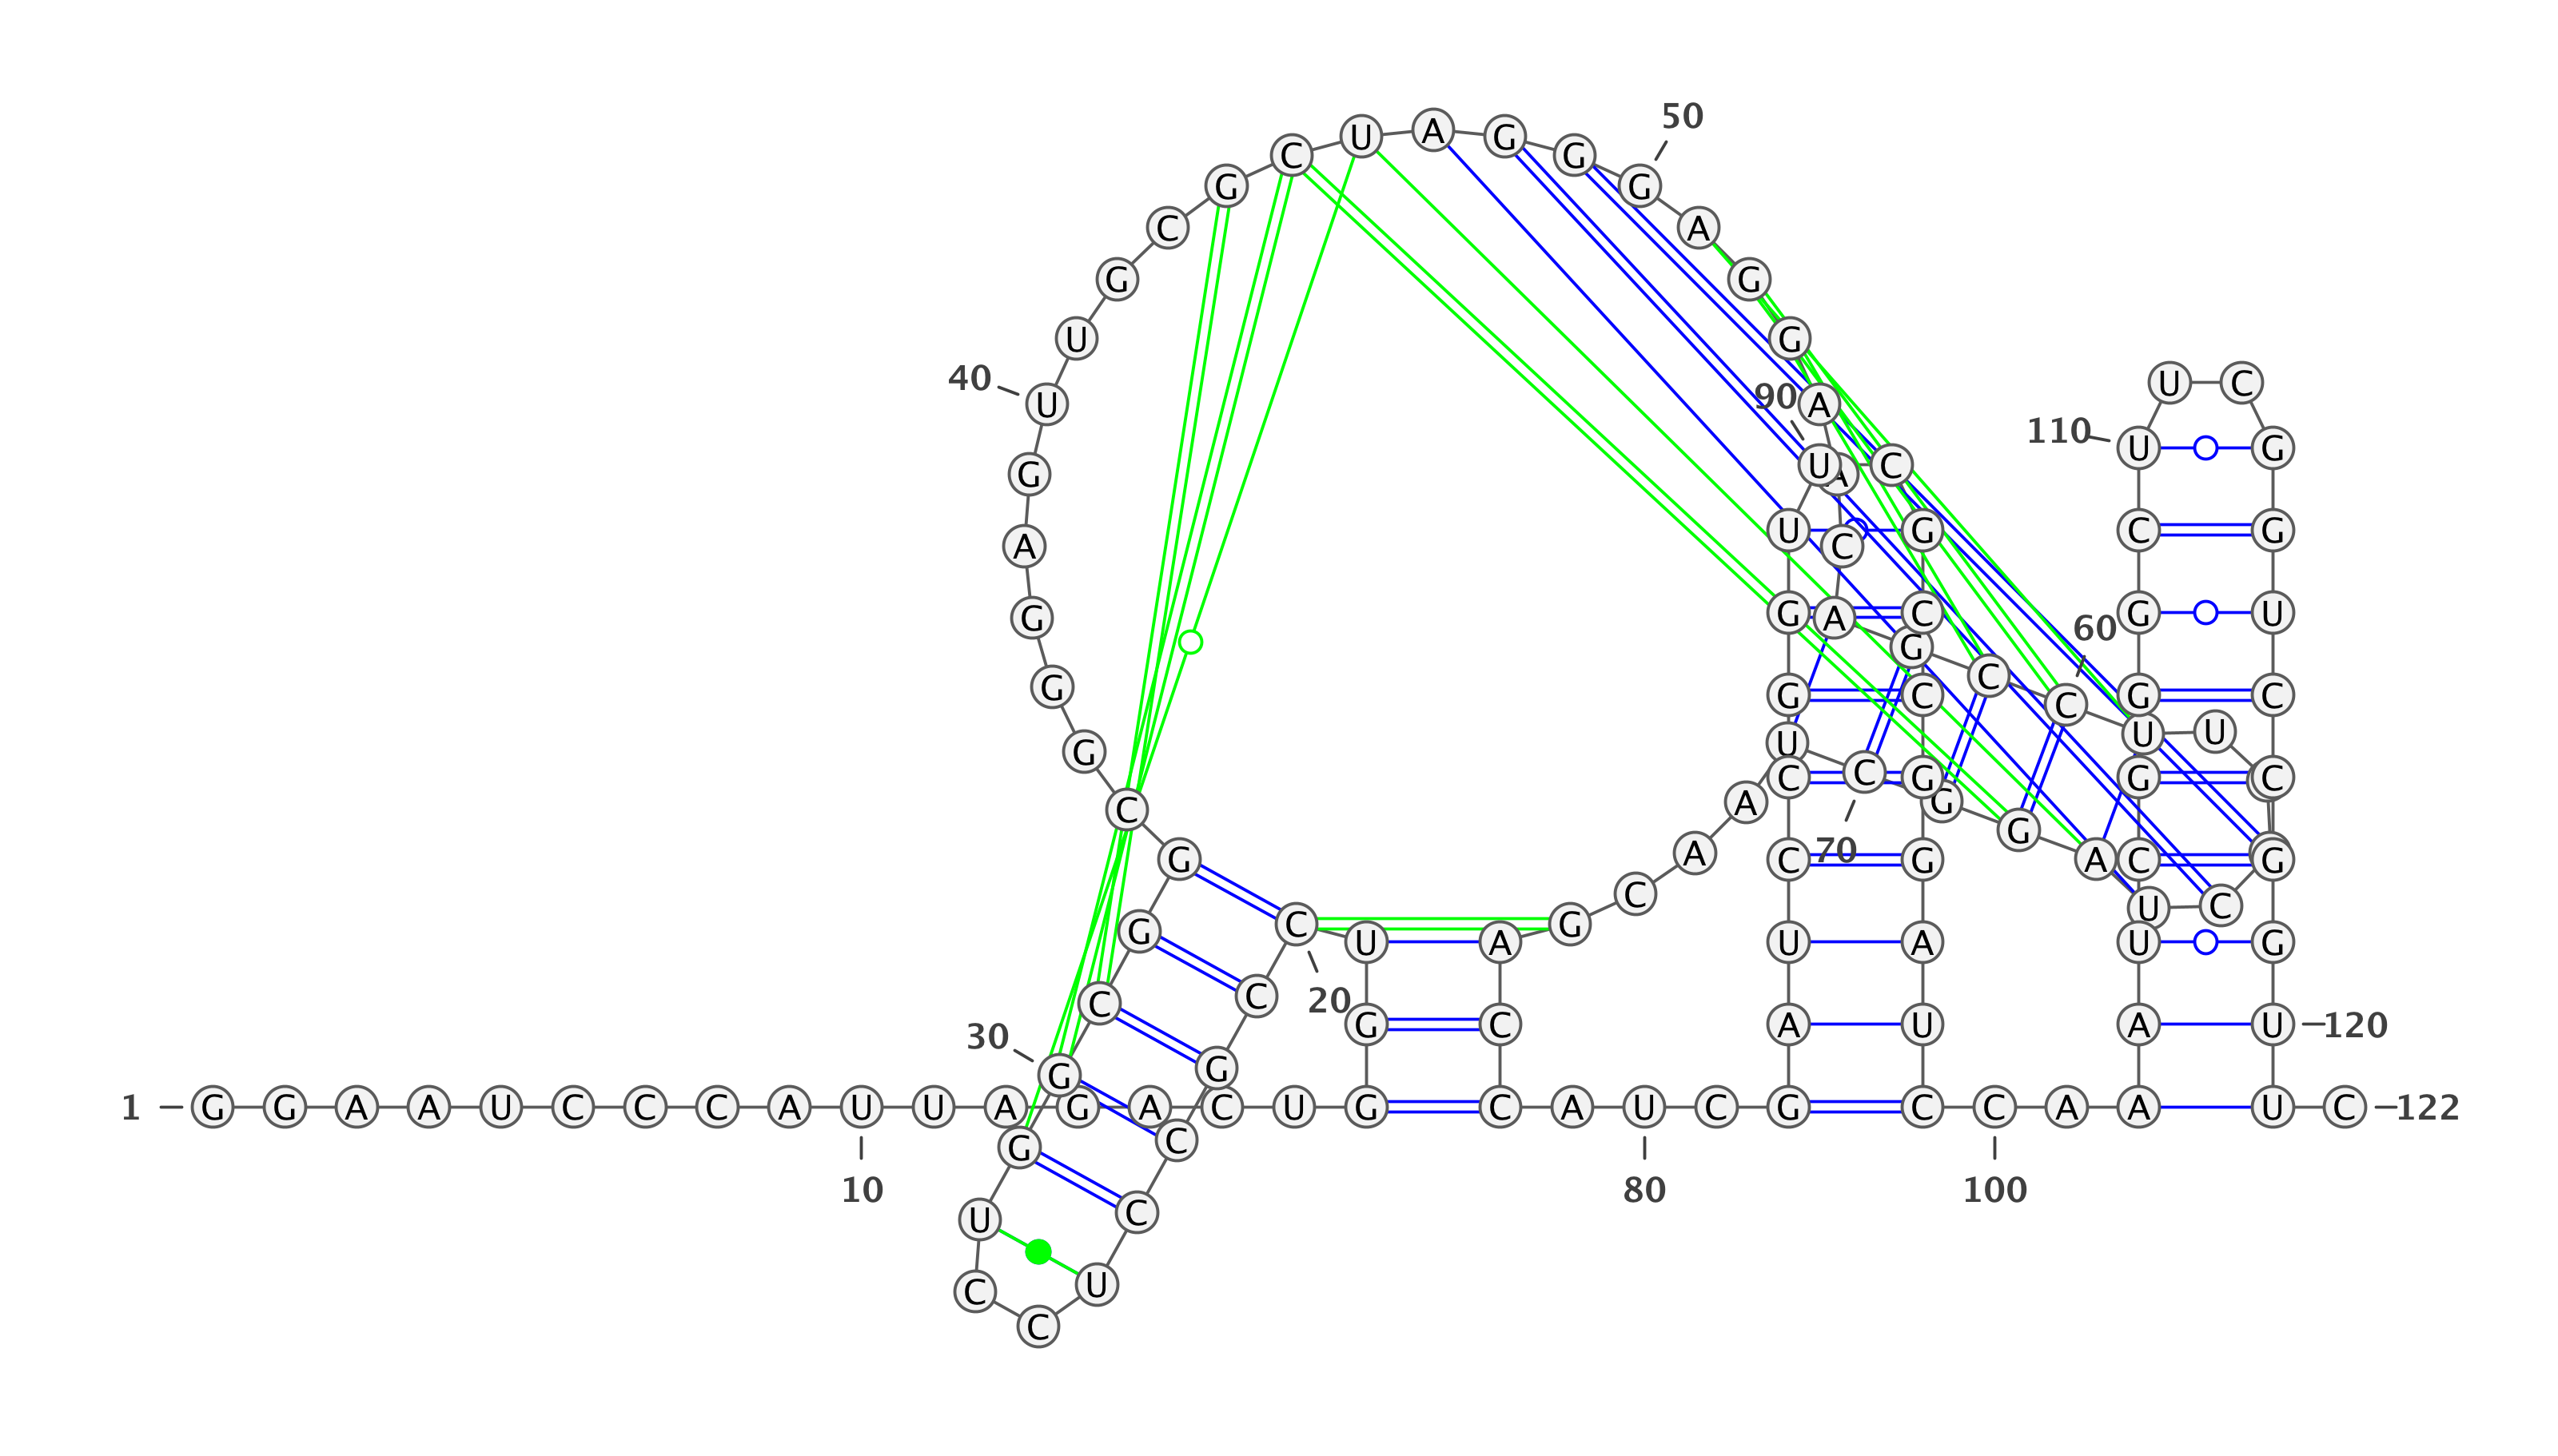 50
C U A G G
G G
C A
G G
U G
U C
40 U 90 A
110 U G
G U A C
U G C G
A C
G G A C 60 G U
G
C
G G C C G C
G U U U
C C G C
C A G
G
G A C 70 G A C G
C U C
C G
G U A U A U G
C C 20
30 G C A U A U 120
G G
1 G G A A U C C C A U U A G A C U G C A U C G C C A A U C 122
G C
10 80 100
U C
C U
C